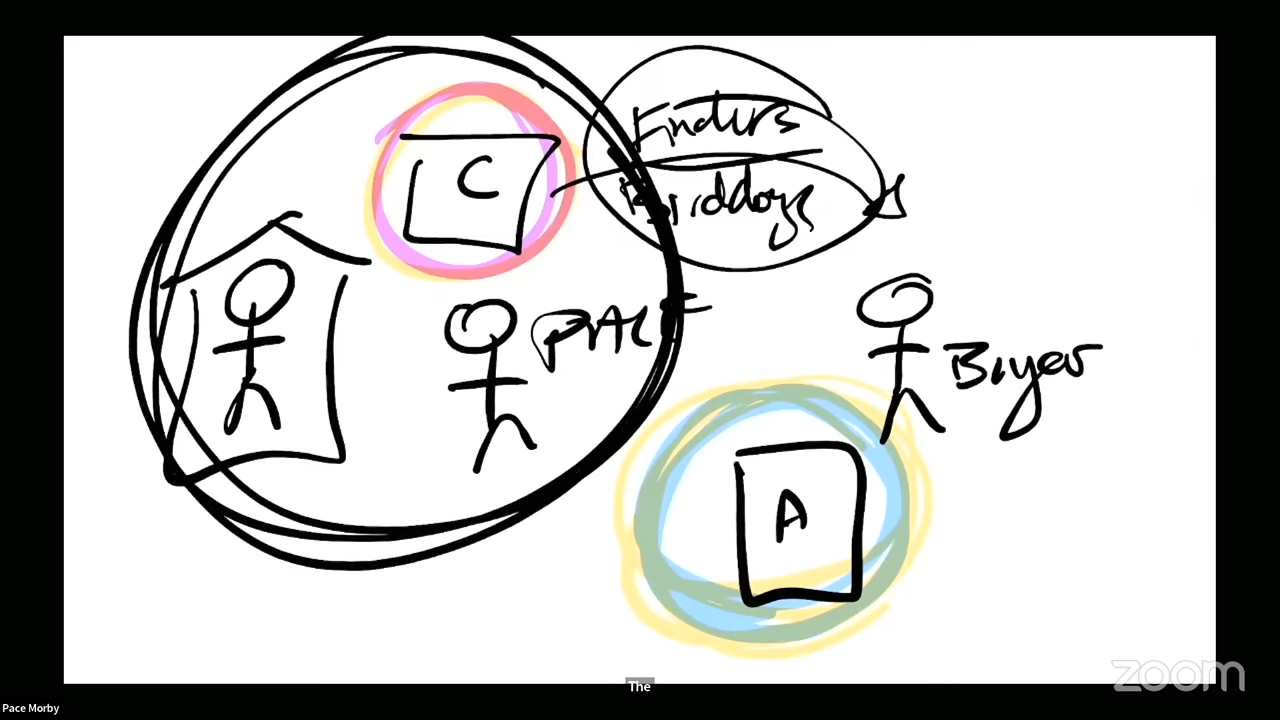 Finders
Birddogs
C
PACE
Buyer
A
zoom
The
Pace Morby